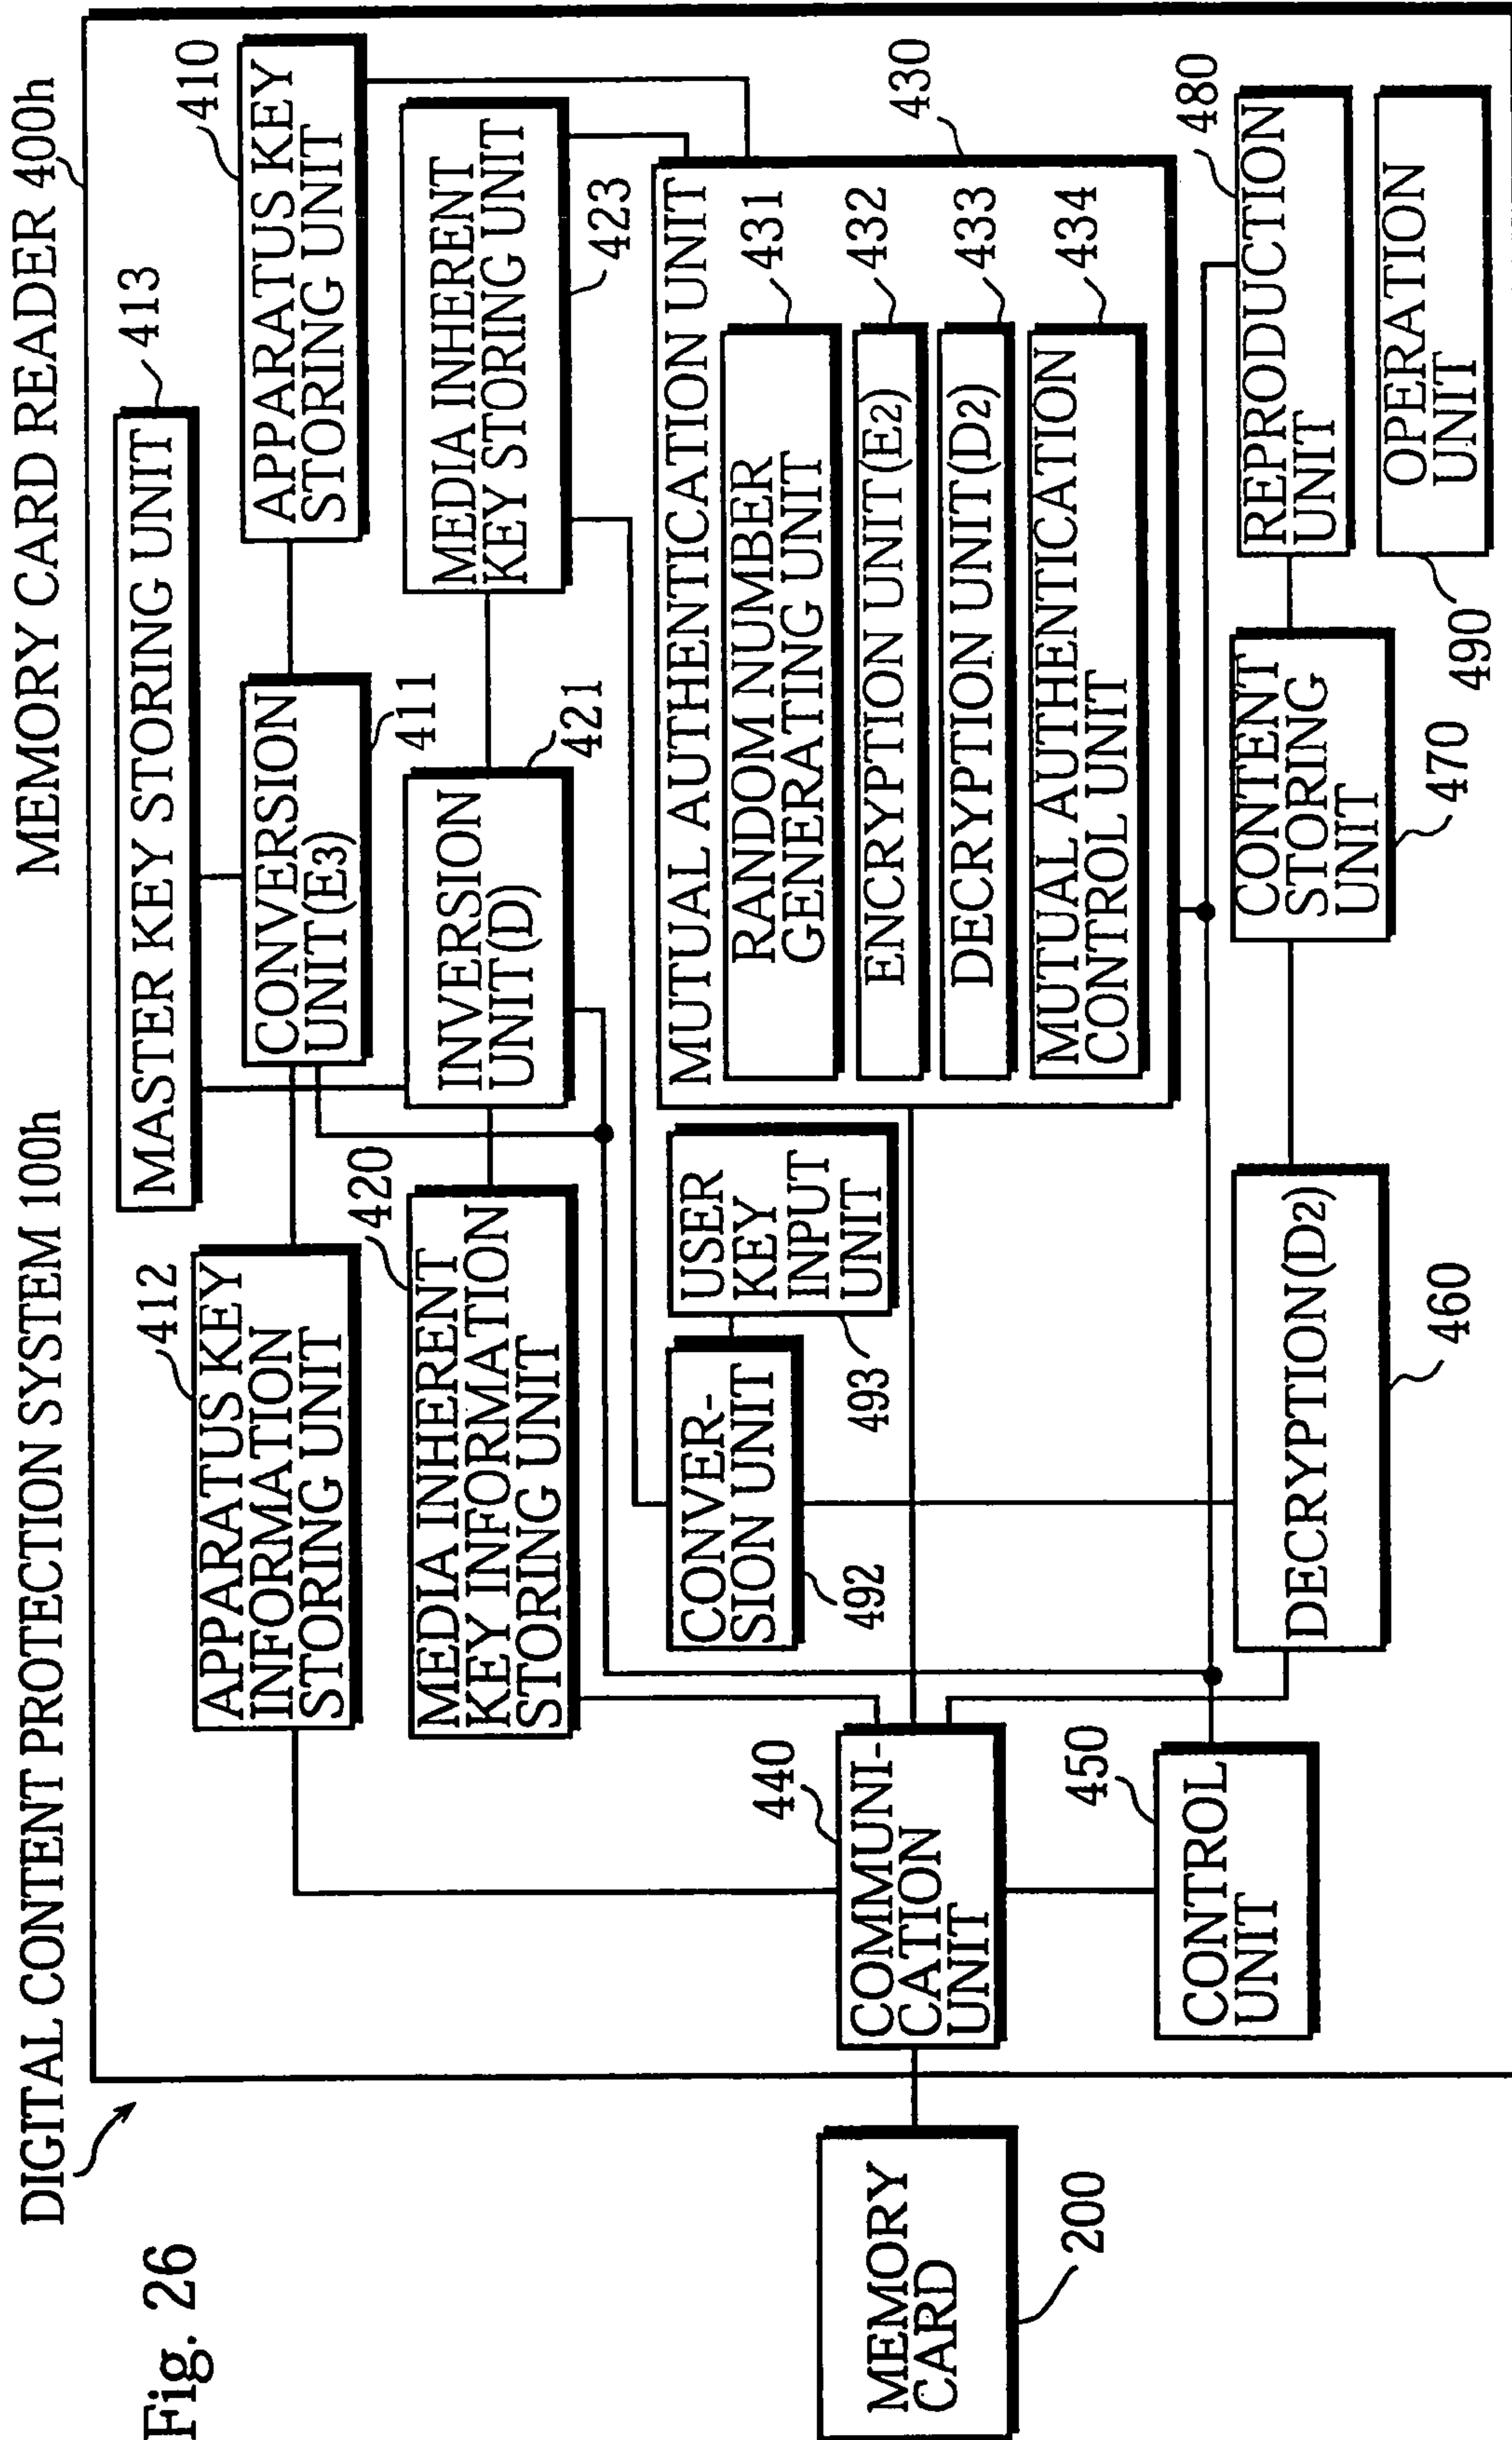 Fig. 26
DIGITAL CONTENT PROTECTION SYSTEM 100h
MEMORY CARD READER 400h
MASTER KEY STORING UNIT
413
412
APPARATUS KEY
INFORMATION
STORING UNIT
CONVERSION
UNIT(E3)
411
APPARATUS KEY
STORING UNIT
410
420
MEDIA INHERENT
KEY INFORMATION
STORING UNIT
INVERSION
UNIT(D)
421
MEDIA INHERENT
KEY STORING UNIT
423
CONVER-
SION UNIT
492
USER
KEY
INPUT
UNIT
493
MUTUAL AUTHENTICATION UNIT
430
RANDOM NUMBER
GENERATING UNIT
431
ENCRYPTION UNIT(E2)
432
DECRYPTION UNIT(D2)
433
MUTUAL AUTHENTICATION
CONTROL UNIT
434
MEMORY
CARD
200
440
COMMUNI-
CATION
UNIT
450
CONTROL
UNIT
DECRYPTION(D2)
460
CONTENT
STORING
UNIT
470
REPRODUCTION
UNIT
480
OPERATION
UNIT
490